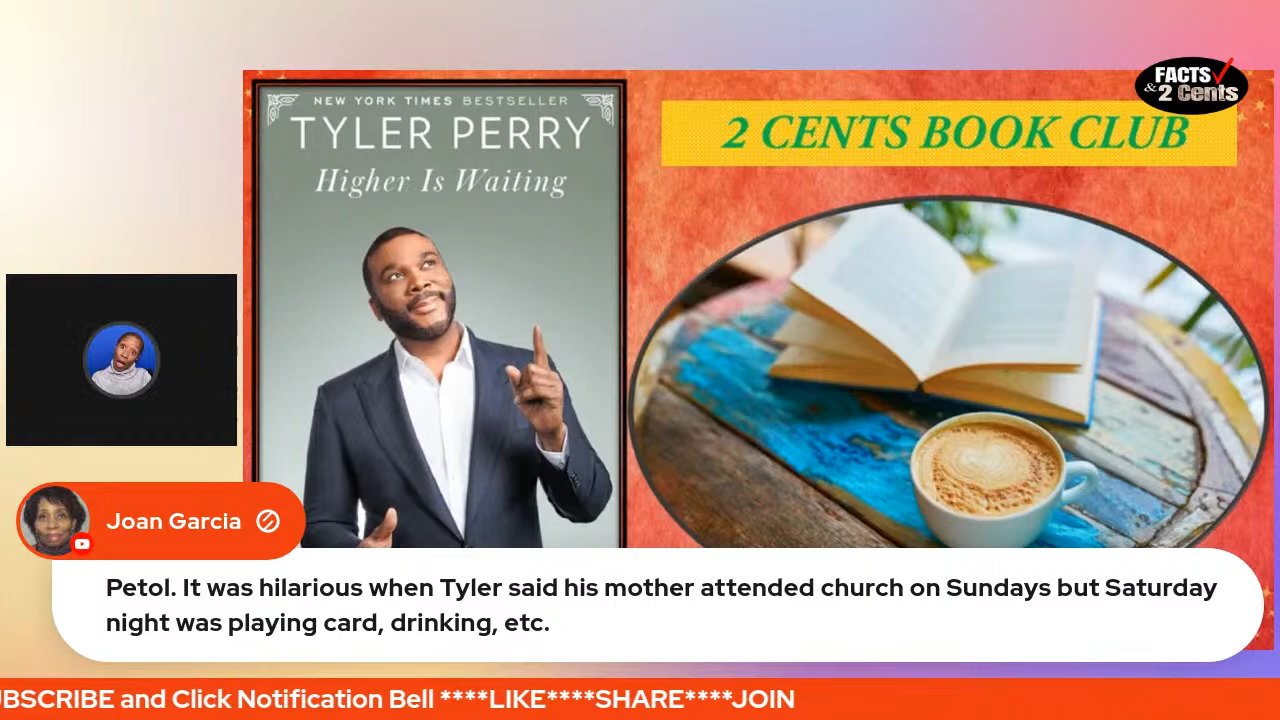 FACTS
& 2 Cents
NEW YORK TIMES BESTSELLER
TYLER PERRY
Higher Is Waiting
2 CENTS BOOK CLUB
Joan Garcia
Petol. It was hilarious when Tyler said his mother attended church on Sundays but Saturday
night was playing card, drinking, etc.
UBSCRIBE and Click Notification Bell ****LIKE****SHARE****JOIN